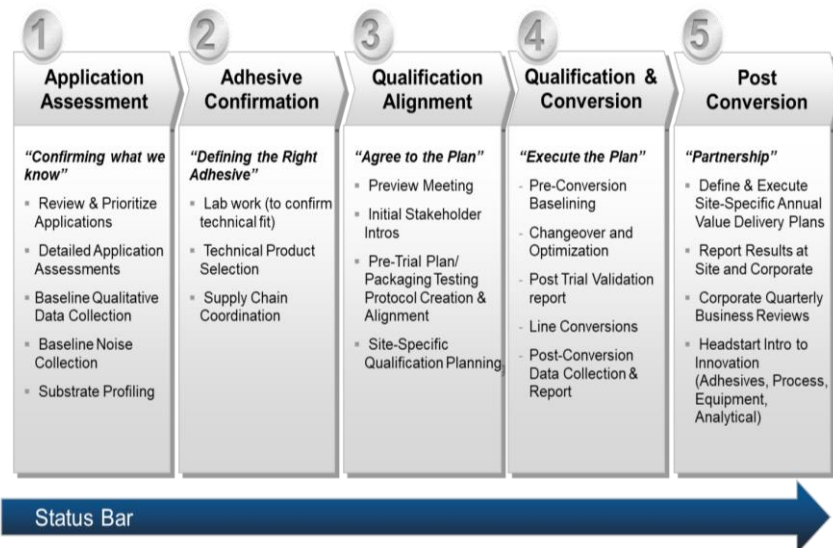 1
Application
Assessment
“Confirming what we
know”
▪ Review & Prioritize
Applications
▪ Detailed Application
Assessments
▪ Baseline Qualitative
Data Collection
▪ Baseline Noise
Collection
▪ Substrate Profiling
2
Adhesive
Confirmation
“Defining the Right
Adhesive”
▪ Lab work (to confirm
technical fit)
▪ Technical Product
Selection
▪ Supply Chain
Coordination
3
Qualification
Alignment
“Agree to the Plan”
▪ Preview Meeting
▪ Initial Stakeholder
Intros
▪ Pre-Trial Plan/
Packaging Testing
Protocol Creation &
Alignment
▪ Site-Specific
Qualification Planning
4
Qualification &
Conversion
“Execute the Plan”
- Pre-Conversion
Baselining
- Changeover and
Optimization
- Post Trial Validation
report
- Line Conversions
- Post-Conversion
Data Collection &
Report
5
Post
Conversion
“Partnership”
▪ Define & Execute
Site-Specific Annual
Value Delivery Plans
▪ Report Results at
Site and Corporate
▪ Corporate Quarterly
Business Reviews
▪ Headstart Intro to
Innovation
(Adhesives, Process,
Equipment,
Analytical)
Status Bar